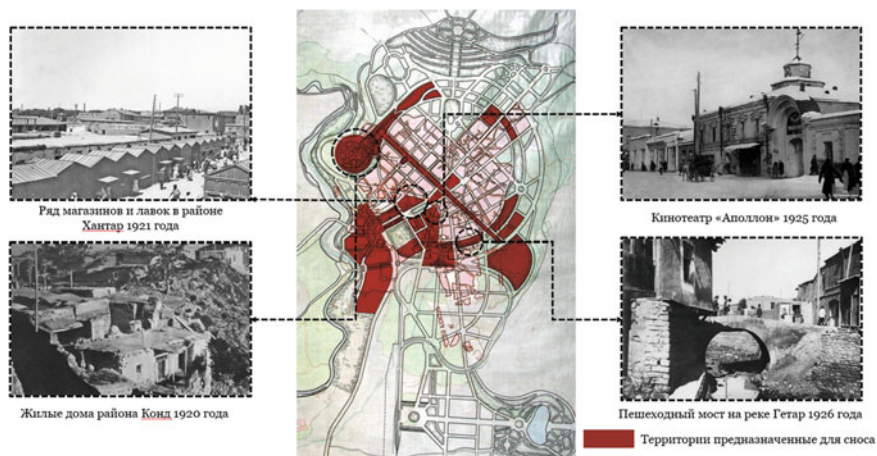 Ряд магазинов и лавок в районе
Хантар 1921 года
Кинотеатр «Аполлон» 1925 года
Жилые дома района Конд 1920 года
Пешеходный мост на реке Гетар 1926 года
Территории предназначенные для сноса